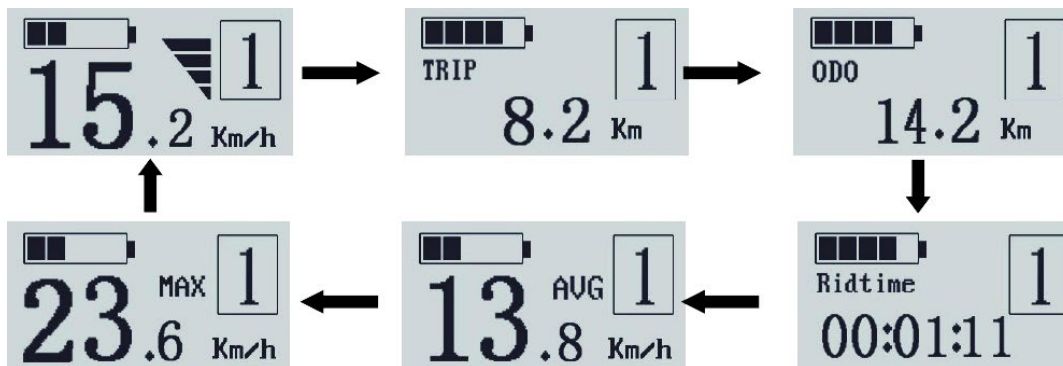 1
15.2 Km/h
1
TRIP
8.2 Km
1
ODO
14.2 Km
1
MAX
23.6 Km/h
1
AVG
13.8 Km/h
1
Ridtime
00:01:11